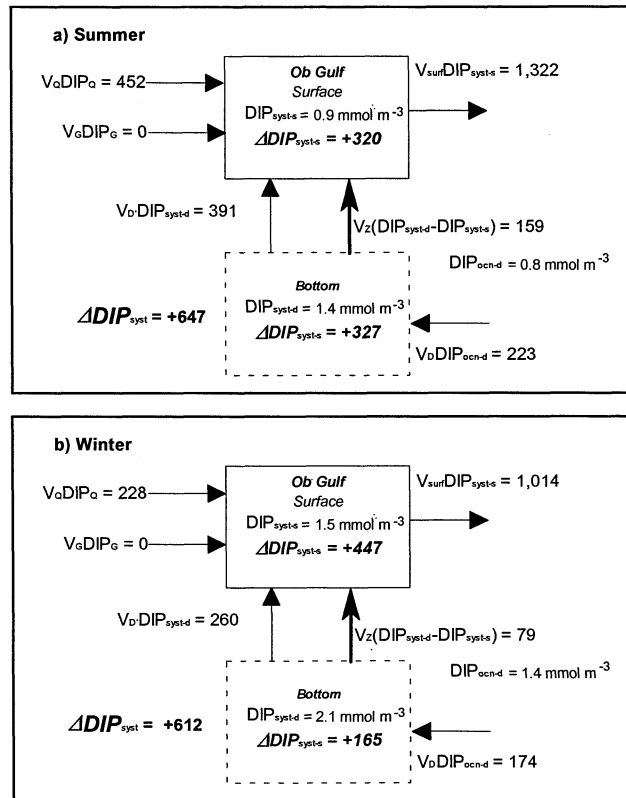 a) Summer
Ob Gulf
Surface
DIPsyst-s = 0.9 mmol m-3
ΔDIPsyst-s = +320
VQDIPQ = 452
VGDIPG = 0
VsurfDIPsyst-s = 1,322
VD'DIPsyst-d = 391
VZ(DIPsyst-d-DIPsyst-s) = 159
DIPocn-d = 0.8 mmol m-3
Bottom
DIPsyst-d = 1.4 mmol m-3
ΔDIPsyst-s = +327
ΔDIPsyst = +647
VDDIPocn-d = 223
b) Winter
Ob Gulf
Surface
DIPsyst-s = 1.5 mmol m-3
ΔDIPsyst-s = +447
VQDIPQ = 228
VGDIPG = 0
VsurfDIPsyst-s = 1,014
VD'DIPsyst-d = 260
VZ(DIPsyst-d-DIPsyst-s) = 79
DIPocn-d = 1.4 mmol m-3
Bottom
DIPsyst-d = 2.1 mmol m-3
ΔDIPsyst-s = +165
ΔDIPsyst = +612
VDDIPocn-d = 174